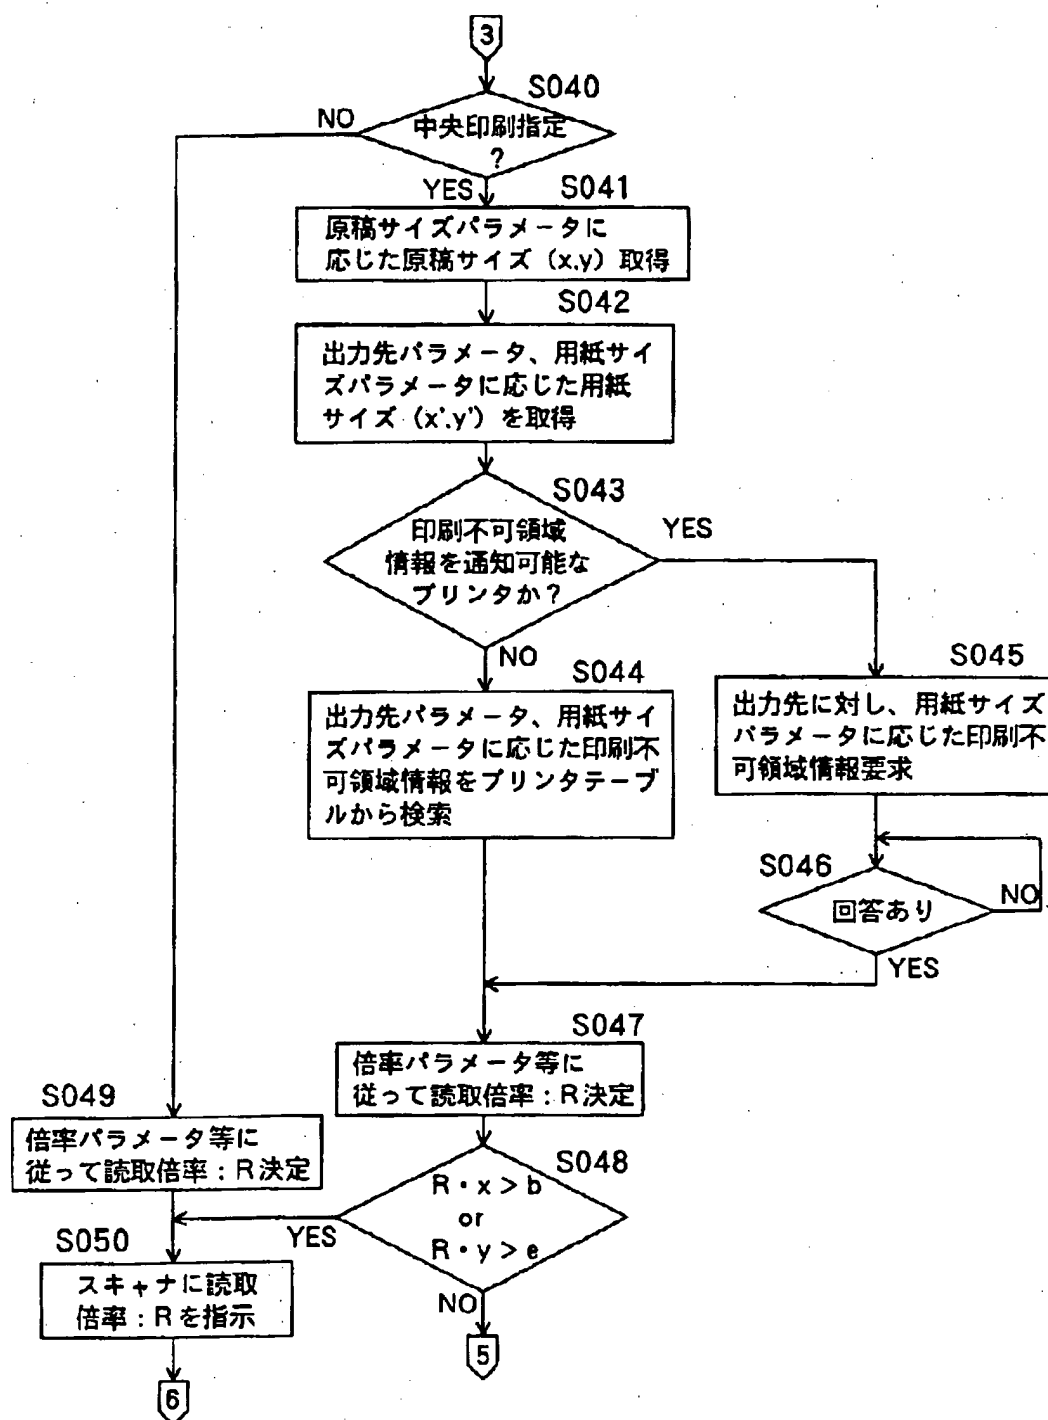 3
S040
NO
中央印刷指定
?
YES
S041
原稿サイズパラメータに
応じた原稿サイズ (x,y) 取得
S042
出力先パラメータ、用紙サイ
ズパラメータに応じた用紙
サイズ (x',y') を取得
S043
印刷不可領域
情報を通知可能な
プリンタか?
YES
NO
S044
出力先パラメータ、用紙サイ
ズパラメータに応じた印刷不
可領域情報をプリンタテーブ
ルから検索
S045
出力先に対し、用紙サイズ
パラメータに応じた印刷不
可領域情報要求
S046
回答あり
NO
YES
S047
倍率パラメータ等に
従って読取倍率:R決定
S049
倍率パラメータ等に
従って読取倍率:R決定
S048
R・x>b
or
R・y>e
YES
NO
S050
スキャナに読取
倍率:Rを指示
5
6